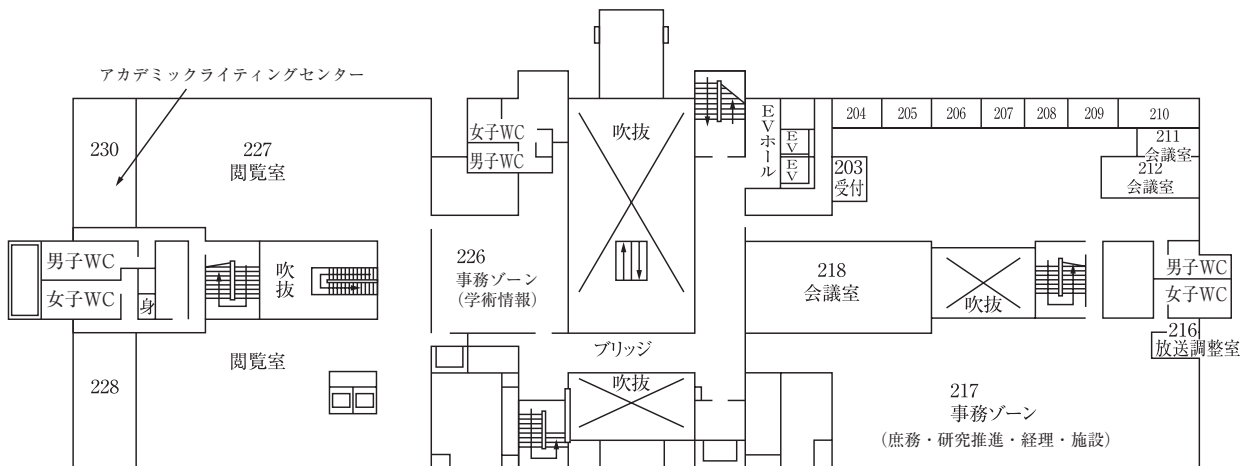 アカデミックライティングセンター
230
227
閲覧室
女子WC
男子WC
吹抜
EVホール
EV
EV
204
205
206
207
208
209
210
211
会議室
212
会議室
203
受付
男子WC
女子WC
身
吹抜
226
事務ゾーン
(学術情報)
218
会議室
吹抜
男子WC
女子WC
216
放送調整室
228
閲覧室
ブリッジ
吹抜
217
事務ゾーン
(庶務・研究推進・経理・施設)